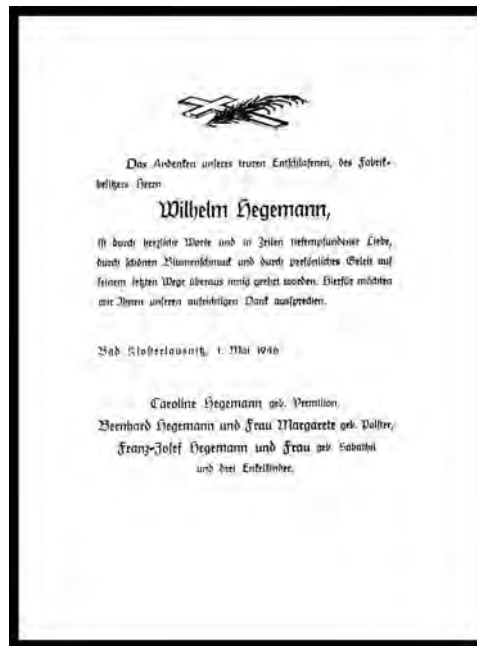 Das Andenken unseres teuren Entschlafenen, des Fabrik-
besitzers Herrn
Wilhelm Hegemann,
ist durch herzliche Worte und in Zeilen tiefempfundener Liebe,
durch schönen Blumenschmuck und durch persönliches Geleit auf
seinem letzten Wege überaus innig geehrt worden. Hierfür möchten
wir Ihnen unseren aufrichtigen Dank aussprechen.
Bad Klosterlausnitz, 1. Mai 1946
Caroline Hegemann geb. Vermilion
Bernhard Hegemann und Frau Margarete geb. Palster,
Franz-Josef Hegemann und Frau geb. Sabathil
und drei Enkelkinder.